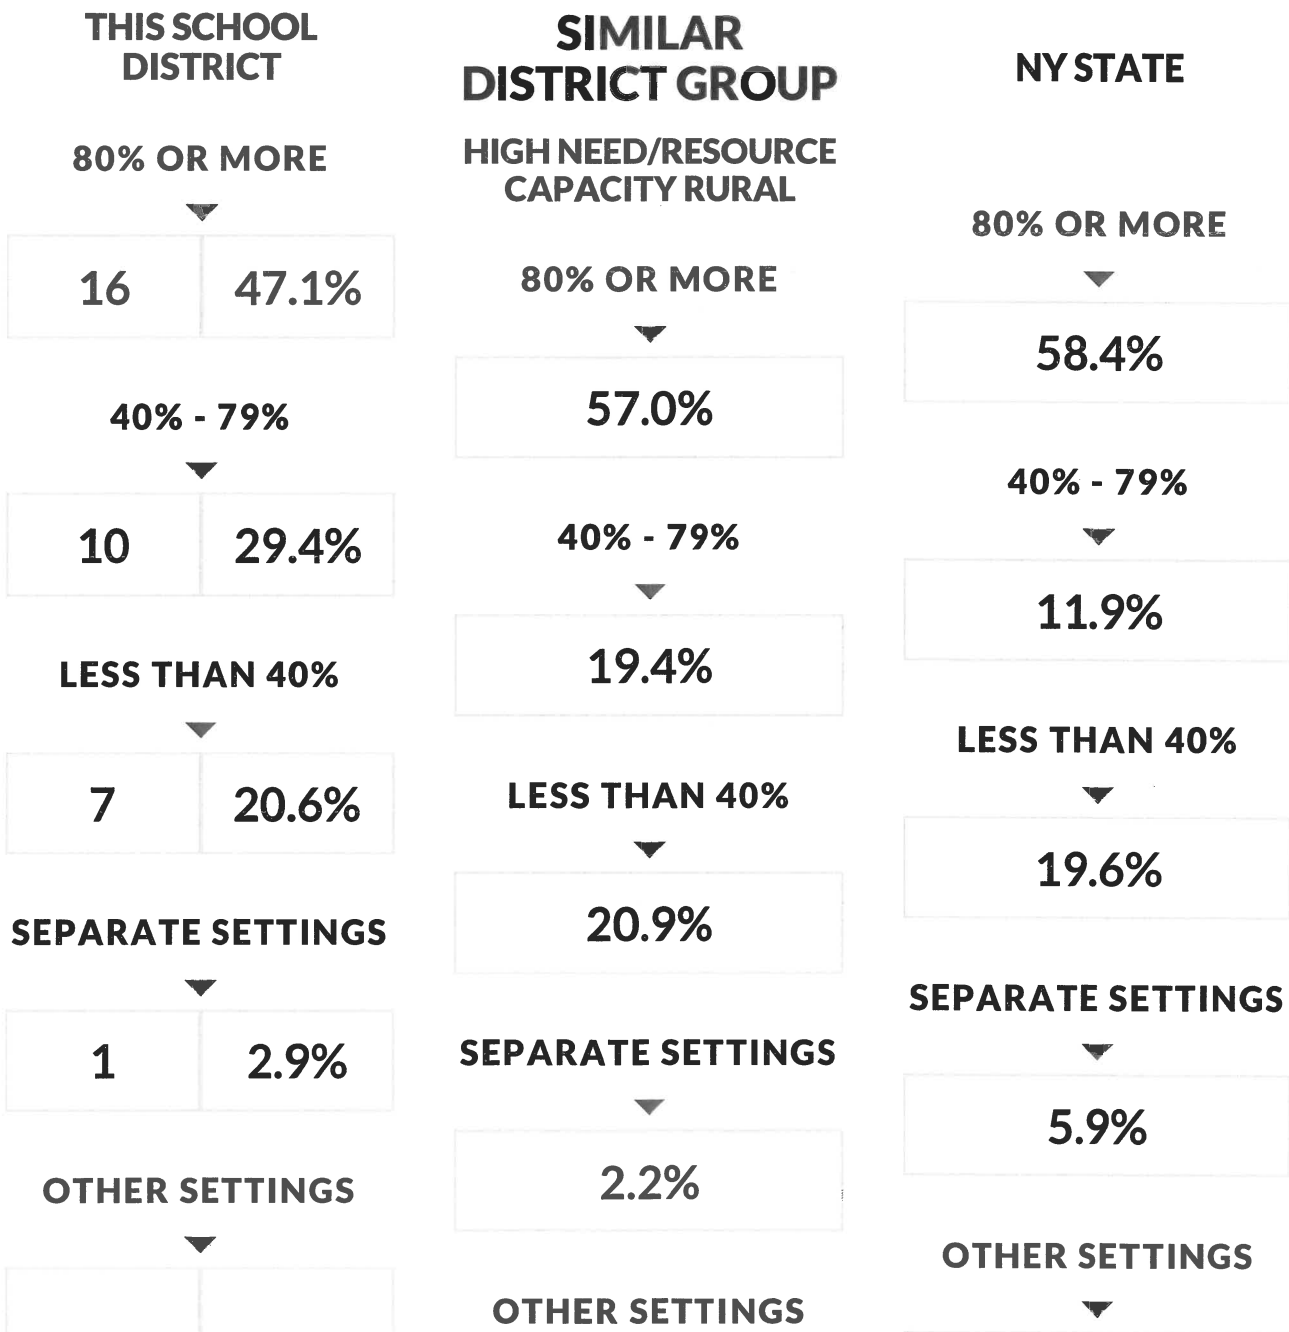 THIS SCHOOL
DISTRICT
80% OR MORE
16 47.1%
40% - 79%
10 29.4%
LESS THAN 40%
7 20.6%
SEPARATE SETTINGS
1 2.9%
OTHER SETTINGS
SIMILAR
DISTRICT GROUP
HIGH NEED/RESOURCE
CAPACITY RURAL
80% OR MORE
57.0%
40% - 79%
19.4%
LESS THAN 40%
20.9%
SEPARATE SETTINGS
2.2%
OTHER SETTINGS
NY STATE
80% OR MORE
58.4%
40% - 79%
11.9%
LESS THAN 40%
19.6%
SEPARATE SETTINGS
5.9%
OTHER SETTINGS